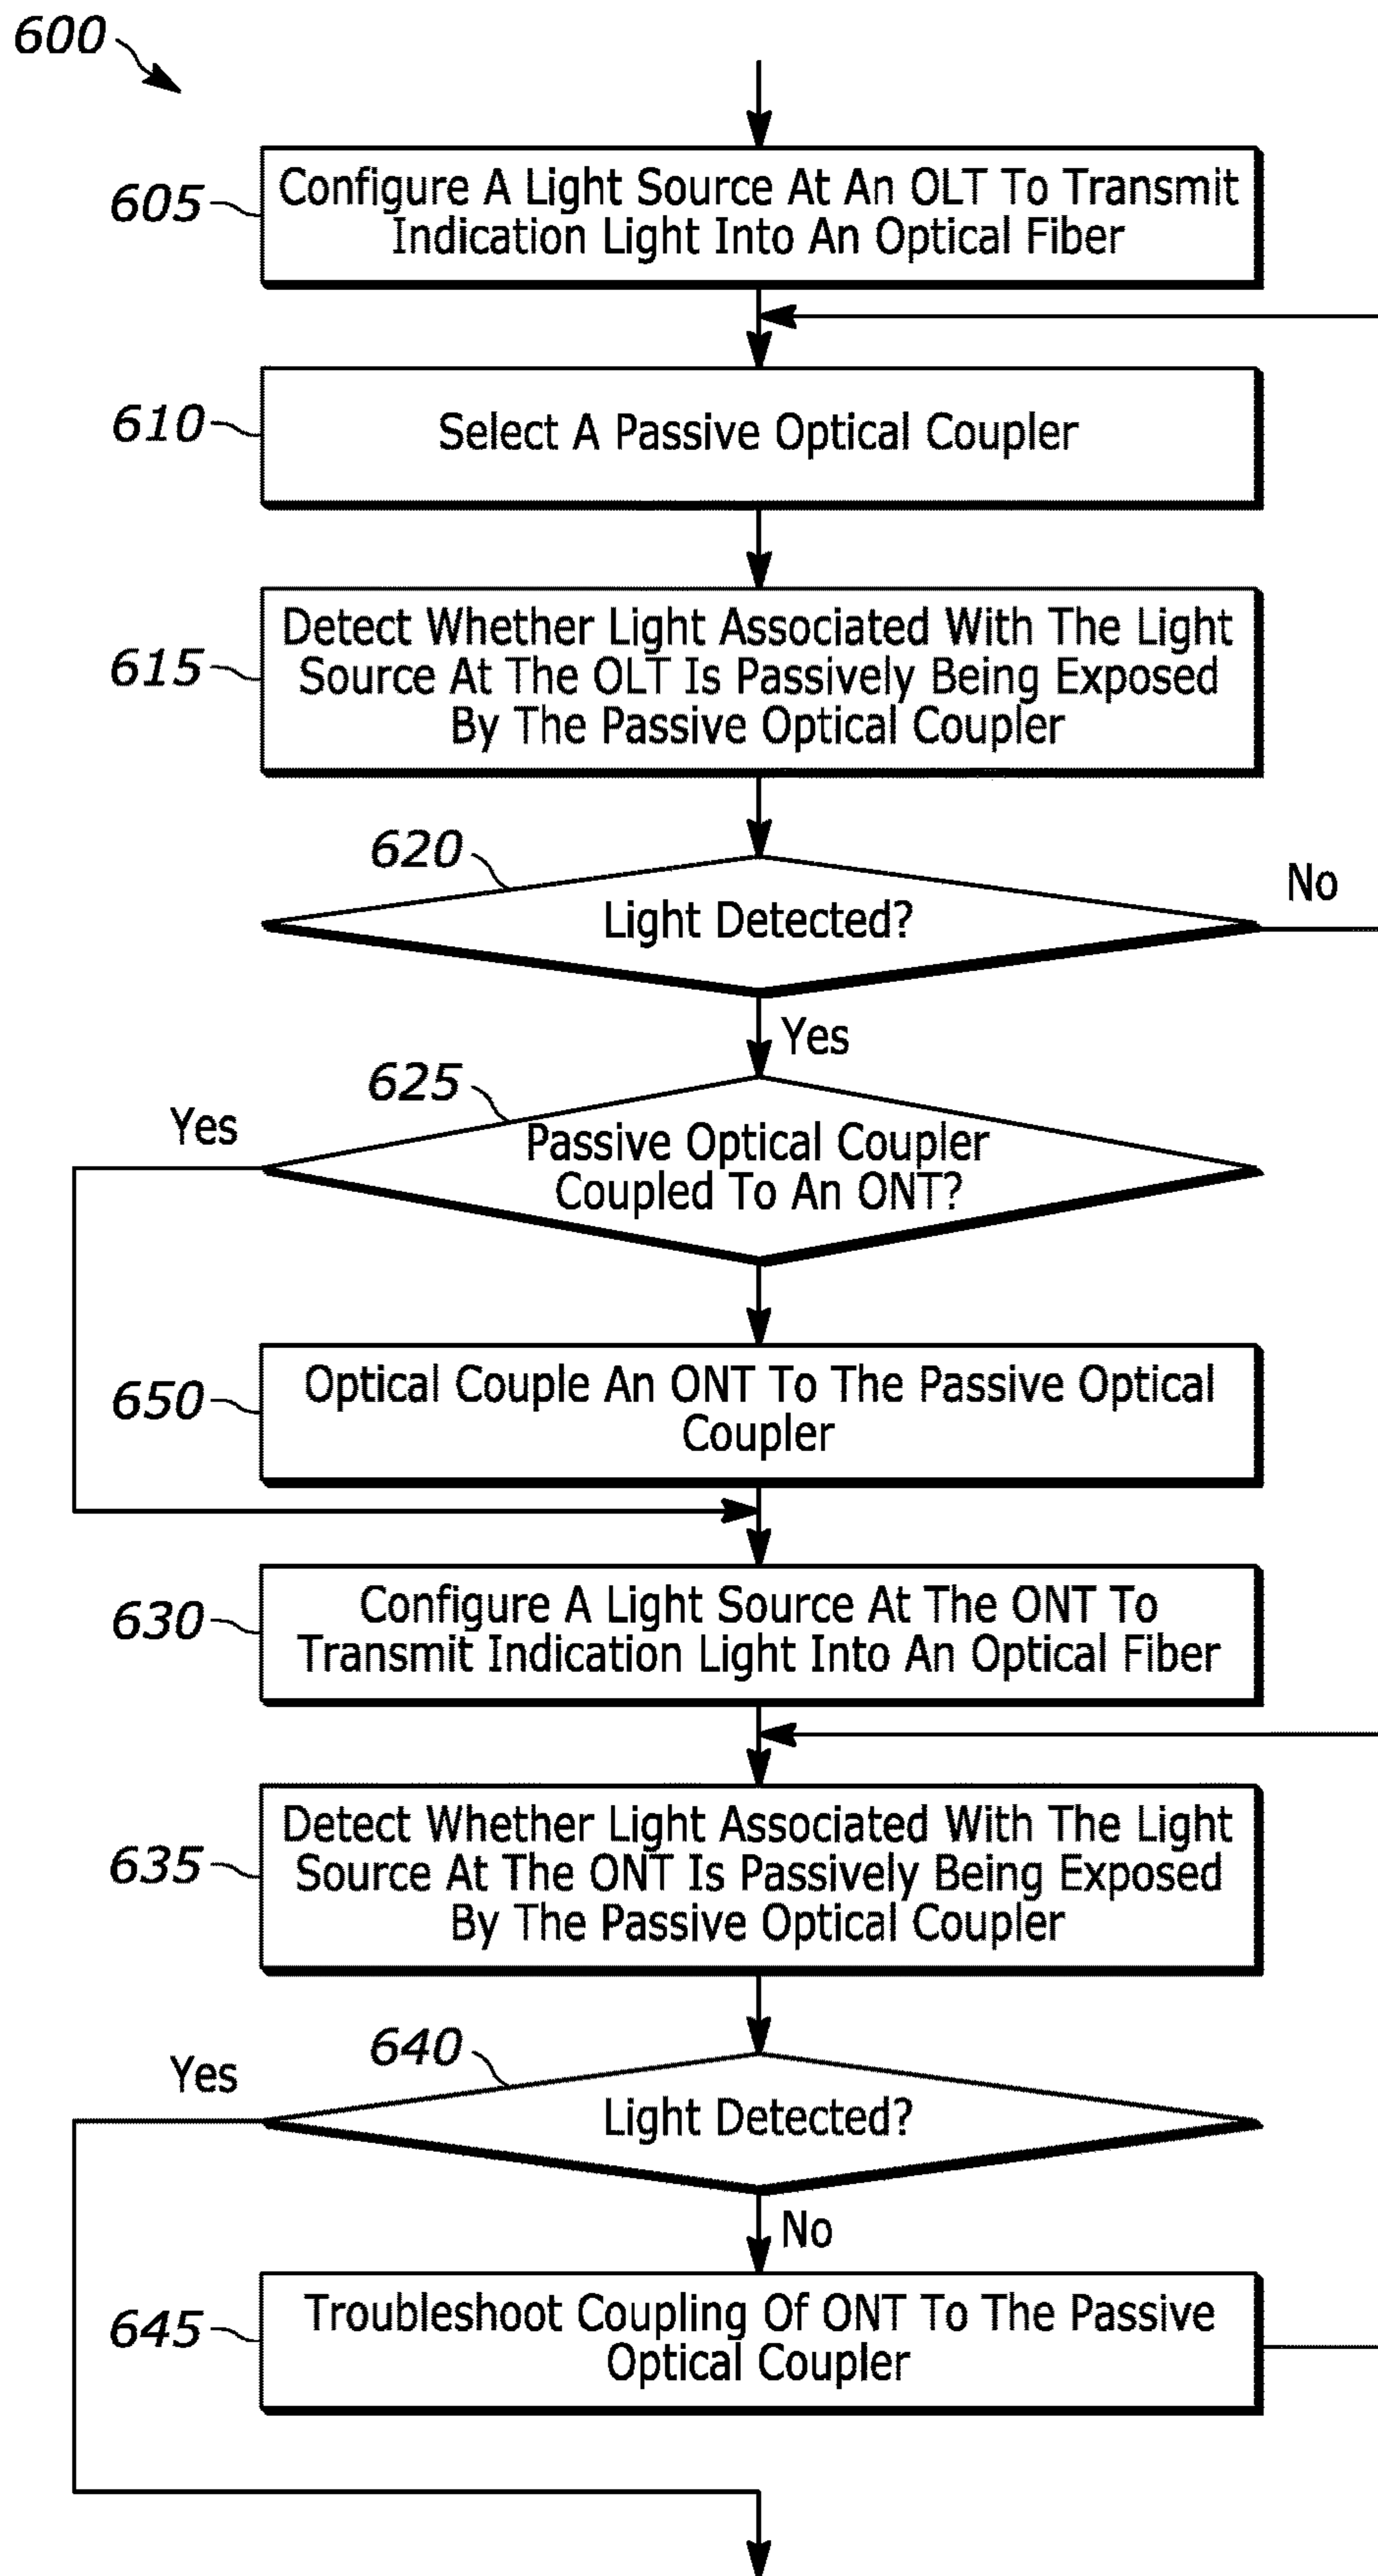 600
605
Configure A Light Source At An OLT To Transmit
Indication Light Into An Optical Fiber
610
Select A Passive Optical Coupler
615
Detect Whether Light Associated With The Light
Source At The OLT Is Passively Being Exposed
By The Passive Optical Coupler
620
Light Detected?
No
Yes
625
Yes
Passive Optical Coupler
Coupled To An ONT?
650
Optical Couple An ONT To The Passive Optical
Coupler
630
Configure A Light Source At The ONT To
Transmit Indication Light Into An Optical Fiber
635
Detect Whether Light Associated With The Light
Source At The ONT Is Passively Being Exposed
By The Passive Optical Coupler
640
Yes
Light Detected?
No
645
Troubleshoot Coupling Of ONT To The Passive
Optical Coupler